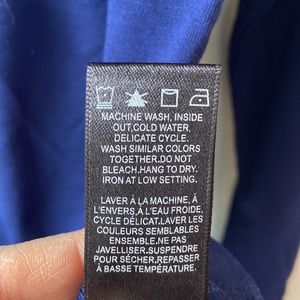 MACHINE WASH, INSIDE
OUT,COLD WATER,
DELICATE CYCLE.
WASH SIMILAR COLORS
TOGETHER.DO NOT
BLEACH.HANG TO DRY.
IRON AT LOW SETTING.
LAVER À LA MACHINE, À
L'ENVERS,À L'EAU FROIDE,
CYCLE DÉLICAT.LAVER LES
COULEURS SEMBLABLES
ENSEMBLE.NE PAS
JAVELLISER.SUSPENDRE
POUR SÉCHER,REPASSER
À BASSE TEMPÉRATURE.